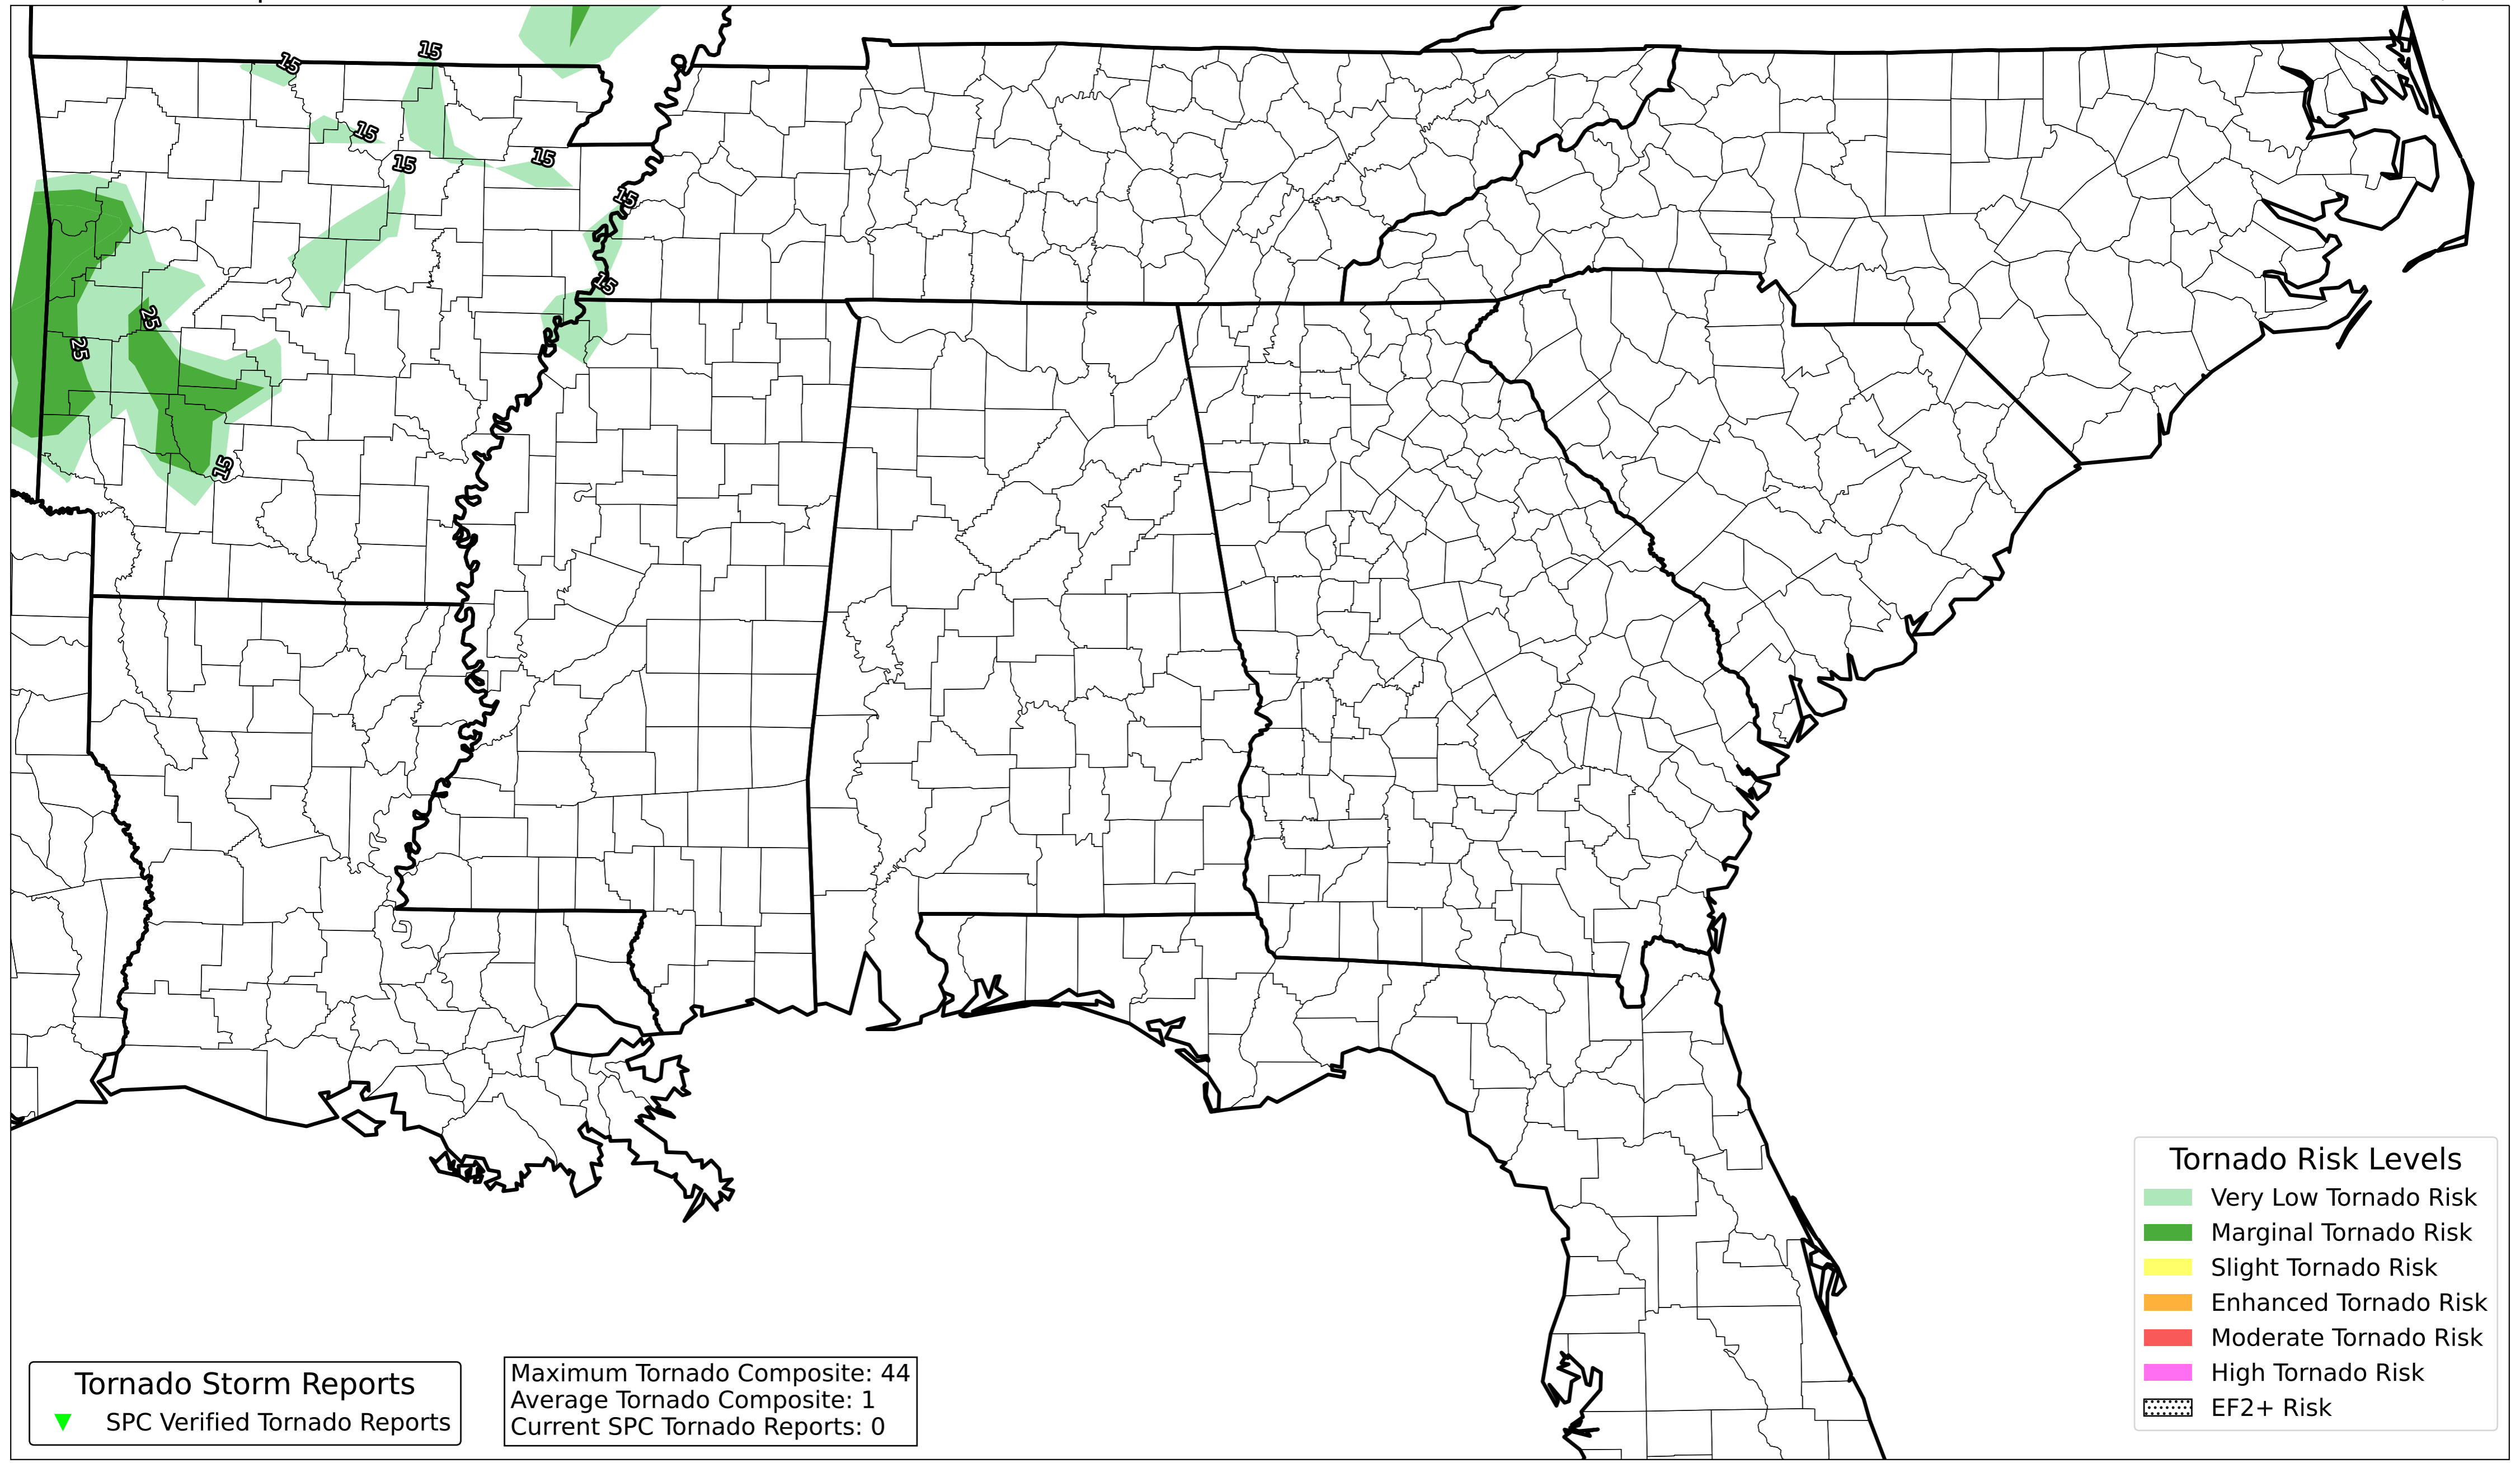 15
15
15
15
15
15
15
25
25
15
Tornado Storm Reports
SPC Verified Tornado Reports
Maximum Tornado Composite: 44
Average Tornado Composite: 1
Current SPC Tornado Reports: 0
Tornado Risk Levels
Very Low Tornado Risk
Marginal Tornado Risk
Slight Tornado Risk
Enhanced Tornado Risk
Moderate Tornado Risk
High Tornado Risk
EF2+ Risk